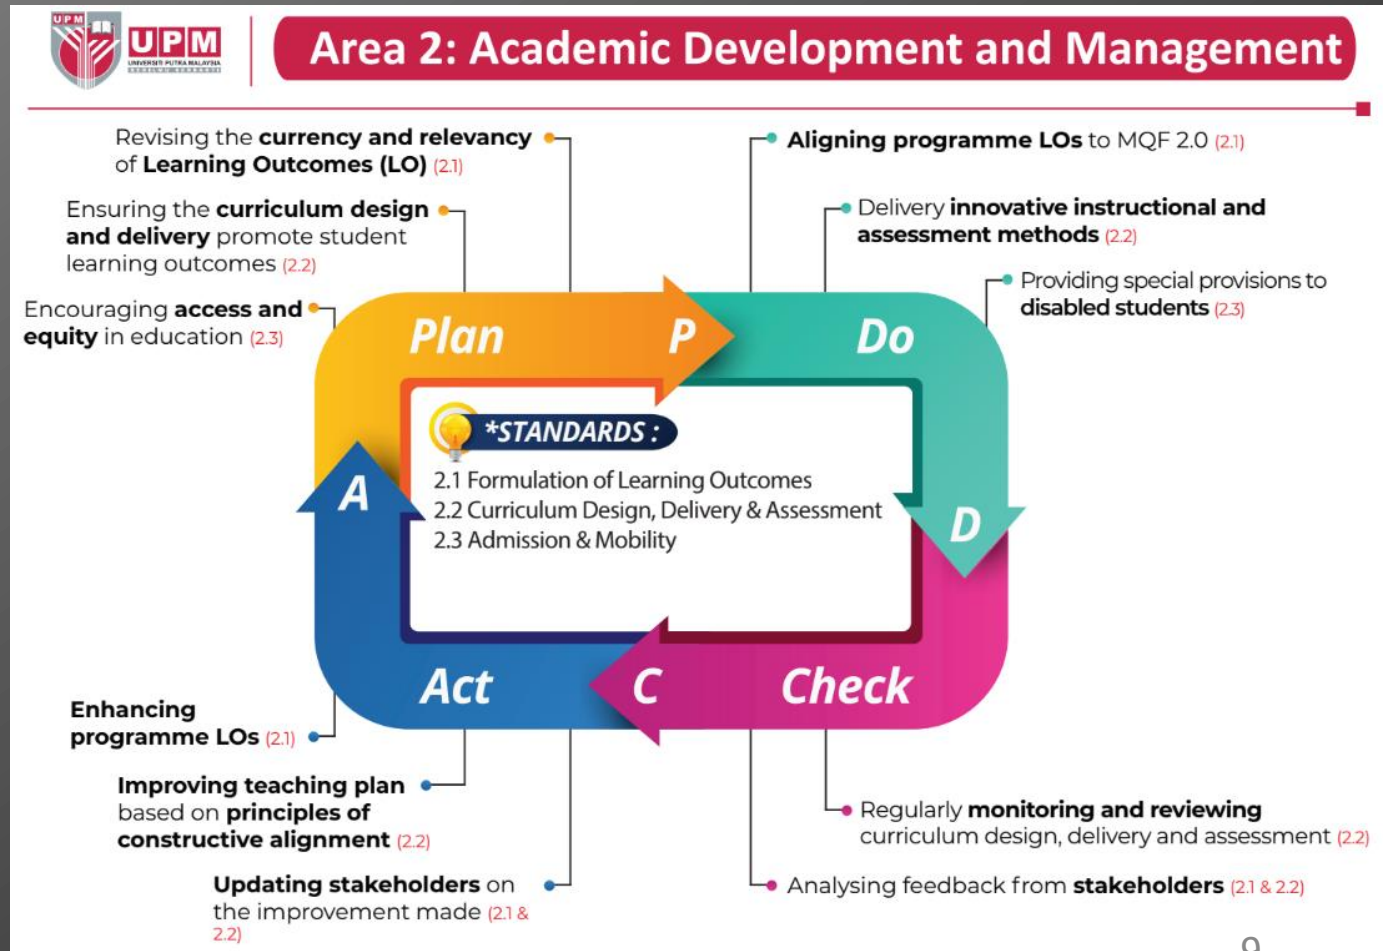 UPM
UPM
UNIVERSITI PUTRA MALAYSIA
Area 2: Academic Development and Management
Revising the currency and relevancy
of Learning Outcomes (LO) (2.1)
Ensuring the curriculum design
and delivery promote student
learning outcomes (2.2)
Encouraging access and
equity in education (2.3)
Aligning programme LOs to MQF 2.0 (2.1)
Delivery innovative instructional and
assessment methods (2.2)
Providing special provisions to
disabled students (2.3)
Plan P
Do
D
*STANDARDS :
2.1 Formulation of Learning Outcomes
2.2 Curriculum Design, Delivery & Assessment
2.3 Admission & Mobility
A
Act
C
Check
Enhancing
programme LOs (2.1)
Improving teaching plan
based on principles of
constructive alignment (2.2)
Updating stakeholders on
the improvement made (2.1 &
2.2)
Regularly monitoring and reviewing
curriculum design, delivery and assessment (2.2)
Analysing feedback from stakeholders (2.1 & 2.2)
9